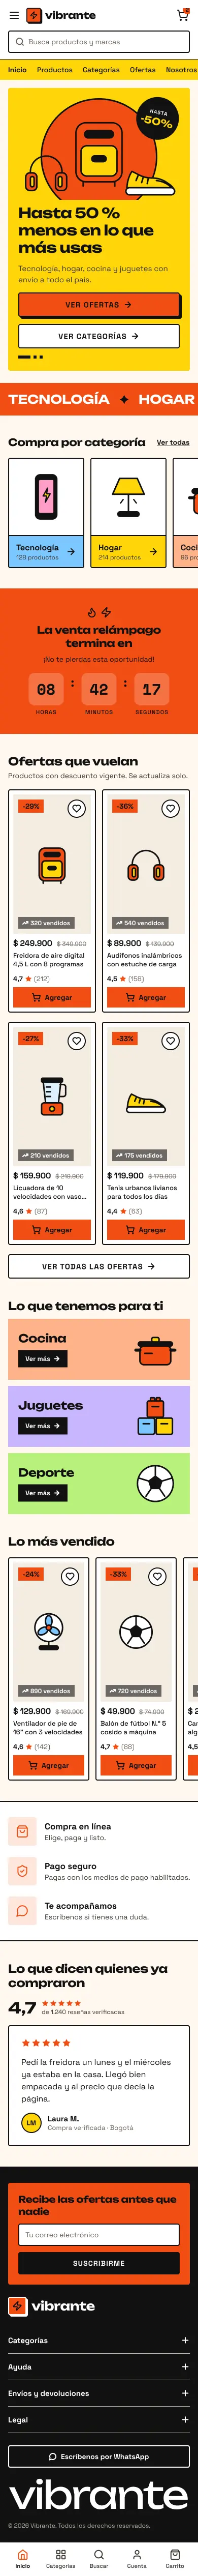 vibrante
Busca productos y marcas
Inicio Productos Categorías Ofertas Nosotros
HASTA
-50%
Hasta 50 %
menos en lo que
más usas
Tecnología, hogar, cocina y juguetes con
envío a todo el país.
VER OFERTAS
VER CATEGORÍAS
TECNOLOGÍA HOGAR
Compra por categoría Ver todas
Tecnología
128 productos
Hogar
214 productos
Coci
96 pro
La venta relámpago
termina en
¡No te pierdas esta oportunidad!
08 : 42 : 17
HORAS MINUTOS SEGUNDOS
Ofertas que vuelan
Productos con descuento vigente. Se actualiza solo.
-29%
320 vendidos
$ 249.900 $ 349.900
Freidora de aire digital
4,5 L con 8 programas
4,7 (212)
Agregar
-36%
540 vendidos
$ 89.900 $ 139.900
Audífonos inalámbricos
con estuche de carga
4,5 (158)
Agregar
-27%
210 vendidos
$ 159.900 $ 219.900
Licuadora de 10
velocidades con vaso...
4,6 (87)
Agregar
-33%
175 vendidos
$ 119.900 $ 179.900
Tenis urbanos livianos
para todos los días
4,4 (63)
Agregar
VER TODAS LAS OFERTAS
Lo que tenemos para ti
Cocina
Ver más
Juguetes
Ver más
Deporte
Ver más
Lo más vendido
-24%
890 vendidos
$ 129.900 $ 169.900
Ventilador de pie de
16" con 3 velocidades
4,6 (142)
Agregar
-33%
720 vendidos
$ 49.900 $ 74.900
Balón de fútbol N.° 5
cosido a máquina
4,7 (98)
Agregar
$ 2
Car
alg
4,5
Compra en línea
Elige, paga y listo.
Pago seguro
Pagas con los medios de pago habilitados.
Te acompañamos
Escríbenos si tienes una duda.
Lo que dicen quienes ya
compraron
4,7
de 1.240 reseñas verificadas
Pedí la freidora un lunes y el miércoles
ya estaba en la casa. Llegó bien
empacada y al precio que decía la
página.
LM
Laura M.
Compra verificada · Bogotá
Recibe las ofertas antes que
nadie
Tu correo electrónico
SUSCRIBIRME
vibrante
Categorías
Ayuda
Envíos y devoluciones
Legal
Escríbenos por WhatsApp
vibrante
© 2026 Vibrante. Todos los derechos reservados.
Inicio Categorías Buscar Cuenta Carrito